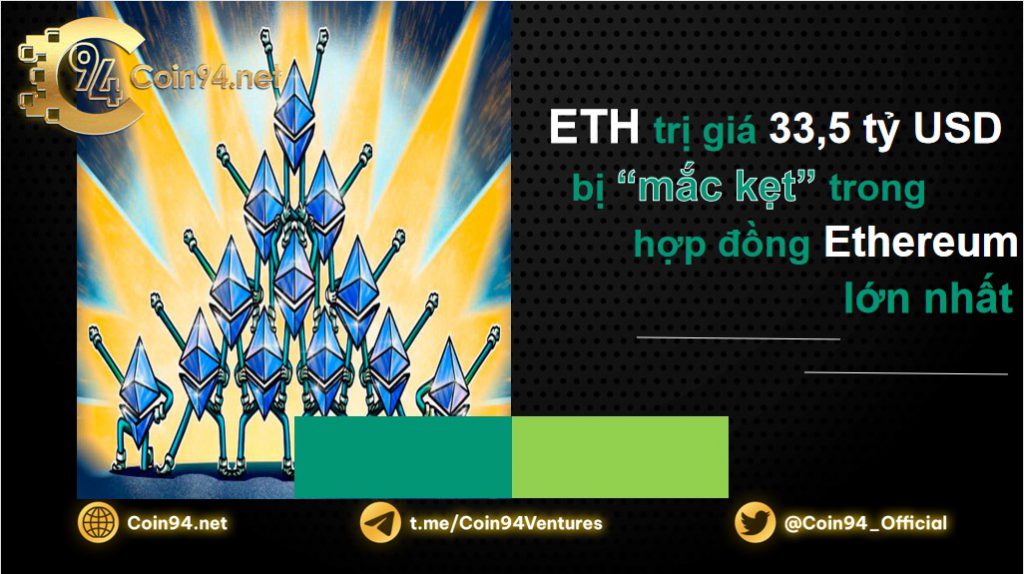 94
Coin94.net
ETH trị giá 33,5 tỷ USD
bị “mắc kẹt” trong
hợp đồng Ethereum
lớn nhất
Coin94.net
t.me/Coin94Ventures
@Coin94_Official